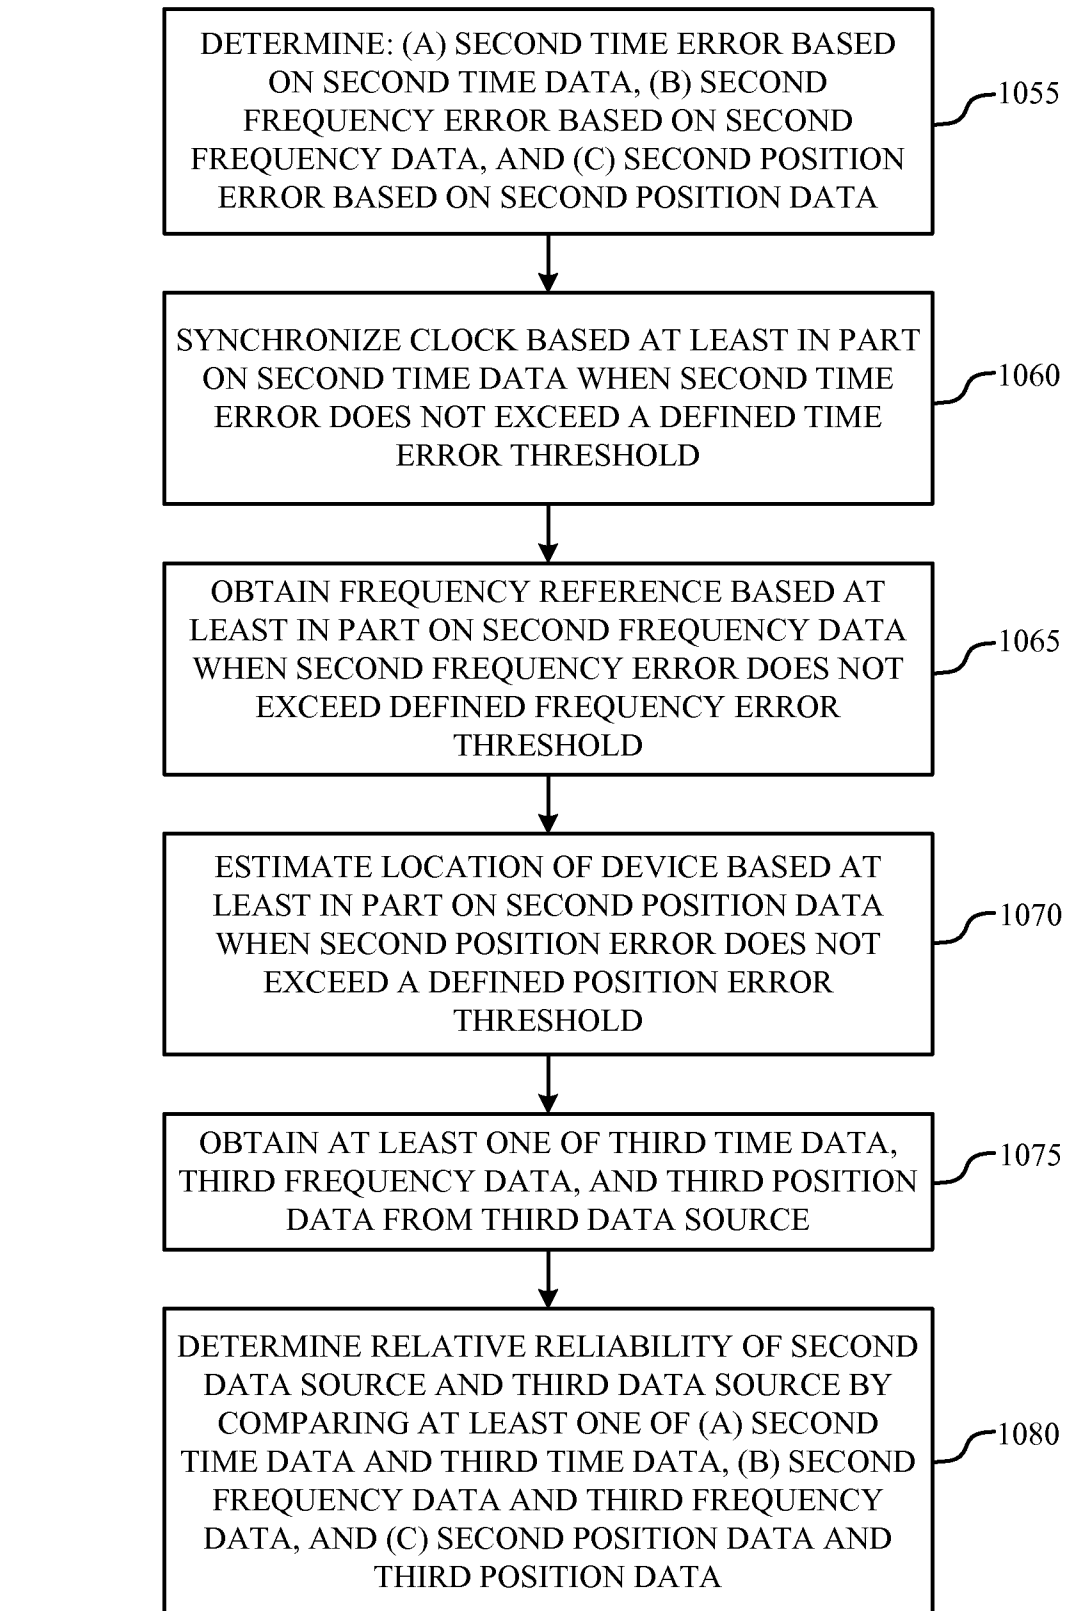 DETERMINE: (A) SECOND TIME ERROR BASED
ON SECOND TIME DATA, (B) SECOND
FREQUENCY ERROR BASED ON SECOND
FREQUENCY DATA, AND (C) SECOND POSITION
ERROR BASED ON SECOND POSITION DATA
1055
SYNCHRONIZE CLOCK BASED AT LEAST IN PART
ON SECOND TIME DATA WHEN SECOND TIME
ERROR DOES NOT EXCEED A DEFINED TIME
ERROR THRESHOLD
1060
OBTAIN FREQUENCY REFERENCE BASED AT
LEAST IN PART ON SECOND FREQUENCY DATA
WHEN SECOND FREQUENCY ERROR DOES NOT
EXCEED DEFINED FREQUENCY ERROR
THRESHOLD
1065
ESTIMATE LOCATION OF DEVICE BASED AT
LEAST IN PART ON SECOND POSITION DATA
WHEN SECOND POSITION ERROR DOES NOT
EXCEED A DEFINED POSITION ERROR
THRESHOLD
1070
OBTAIN AT LEAST ONE OF THIRD TIME DATA,
THIRD FREQUENCY DATA, AND THIRD POSITION
DATA FROM THIRD DATA SOURCE
1075
DETERMINE RELATIVE RELIABILITY OF SECOND
DATA SOURCE AND THIRD DATA SOURCE BY
COMPARING AT LEAST ONE OF (A) SECOND
TIME DATA AND THIRD TIME DATA, (B) SECOND
FREQUENCY DATA AND THIRD FREQUENCY
DATA, AND (C) SECOND POSITION DATA AND
THIRD POSITION DATA
1080